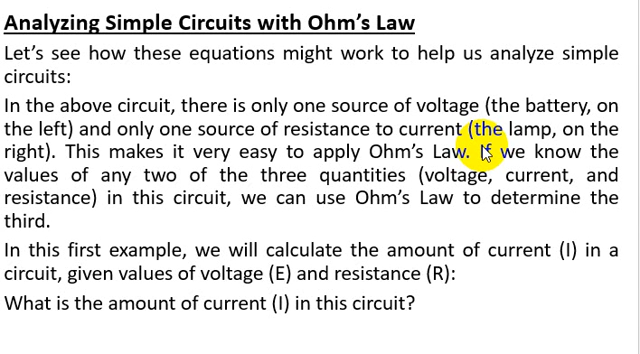 Analyzing Simple Circuits with Ohm's Law
Let's see how these equations might work to help us analyze simple
circuits:
In the above circuit, there is only one source of voltage (the battery, on
the left) and only one source of resistance to current (the lamp, on the
right). This makes it very easy to apply Ohm's Law. If we know the
values of any two of the three quantities (voltage, current, and
resistance) in this circuit, we can use Ohm's Law to determine the
third.
In this first example, we will calculate the amount of current (I) in a
circuit, given values of voltage (E) and resistance (R):
What is the amount of current (I) in this circuit?